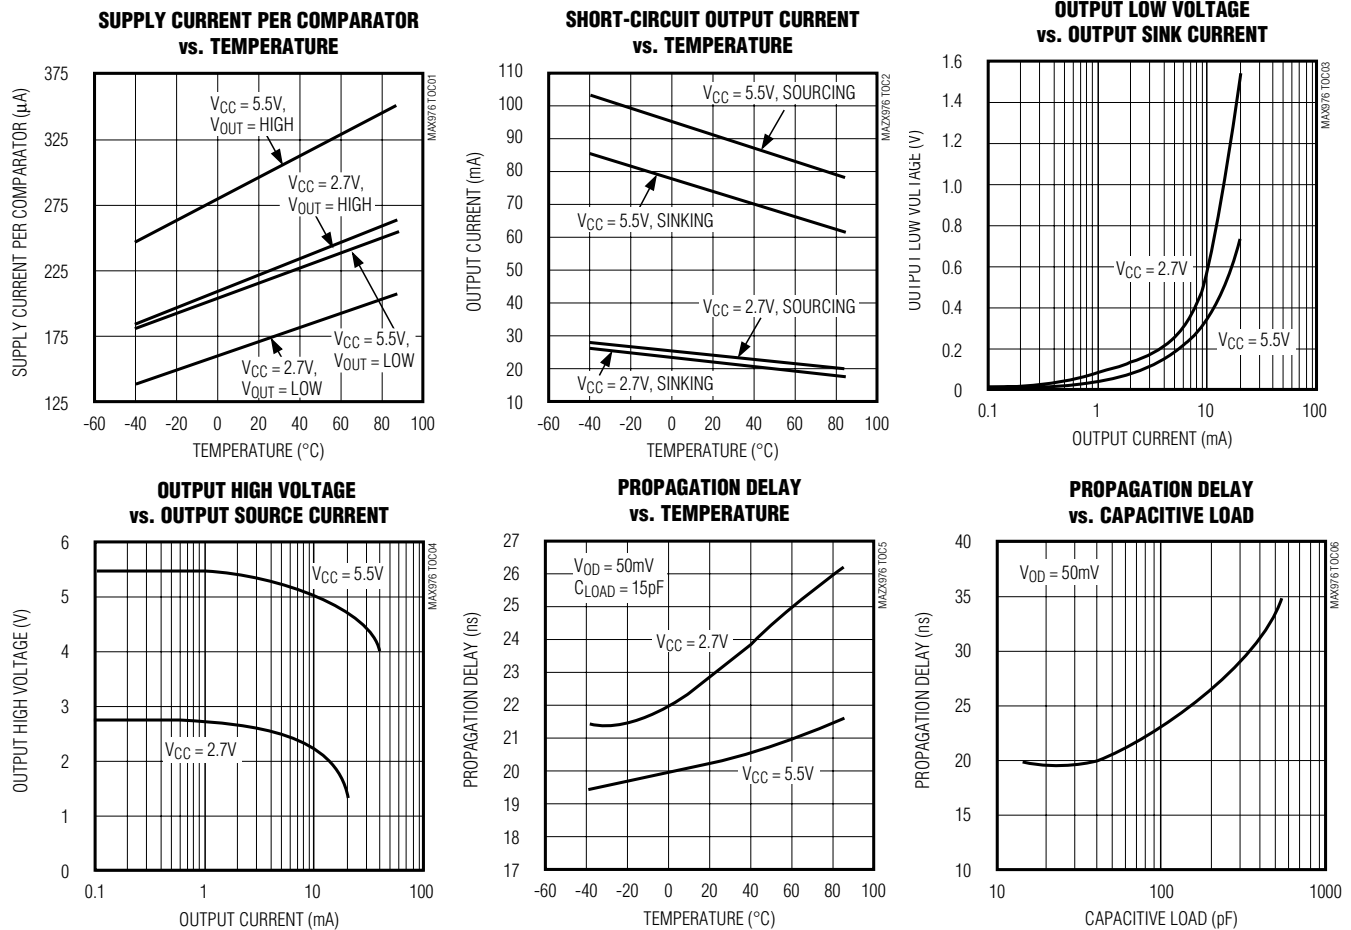 SUPPLY CURRENT PER COMPARATOR
vs. TEMPERATURE
SUPPLY CURRENT PER COMPARATOR (µA)
375
325
275
225
175
125
VCC = 5.5V,
VOUT = HIGH
VCC = 2.7V,
VOUT = HIGH
VCC = 5.5V,
VOUT = LOW
VCC = 2.7V,
VOUT = LOW
MAX976 TOC01
-60 -40 -20 0 20 40 60 80 100
TEMPERATURE (°C)
SHORT-CIRCUIT OUTPUT CURRENT
vs. TEMPERATURE
OUTPUT CURRENT (mA)
110
100
90
80
70
60
50
40
30
20
10
VCC = 5.5V, SOURCING
VCC = 5.5V, SINKING
VCC = 2.7V, SOURCING
VCC = 2.7V, SINKING
MAZX976 TOC2
-60 -40 -20 0 20 40 60 80 100
TEMPERATURE (°C)
OUTPUT LOW VOLTAGE
vs. OUTPUT SINK CURRENT
OUTPUT LOW VOLTAGE (V)
1.6
1.4
1.2
1.0
0.8
0.6
0.4
0.2
0
VCC = 2.7V
VCC = 5.5V
MAX976 TOC03
0.1 1 10 100
OUTPUT CURRENT (mA)
OUTPUT HIGH VOLTAGE
vs. OUTPUT SOURCE CURRENT
OUTPUT HIGH VOLTAGE (V)
6
5
4
3
2
1
0
VCC = 5.5V
VCC = 2.7V
MAX976 TOC04
0.1 1 10 100
OUTPUT CURRENT (mA)
PROPAGATION DELAY
vs. TEMPERATURE
PROPAGATION DELAY (ns)
27
26
25
24
23
22
21
20
19
18
17
VOD = 50mV
CLOAD = 15pF
VCC = 2.7V
VCC = 5.5V
MAZX976 TOC5
-60 -40 -20 0 20 40 60 80 100
TEMPERATURE (°C)
PROPAGATION DELAY
vs. CAPACITIVE LOAD
PROPAGATION DELAY (ns)
40
35
30
25
20
15
10
VOD = 50mV
MAX976 TOC06
10 100 1000
CAPACITIVE LOAD (pF)